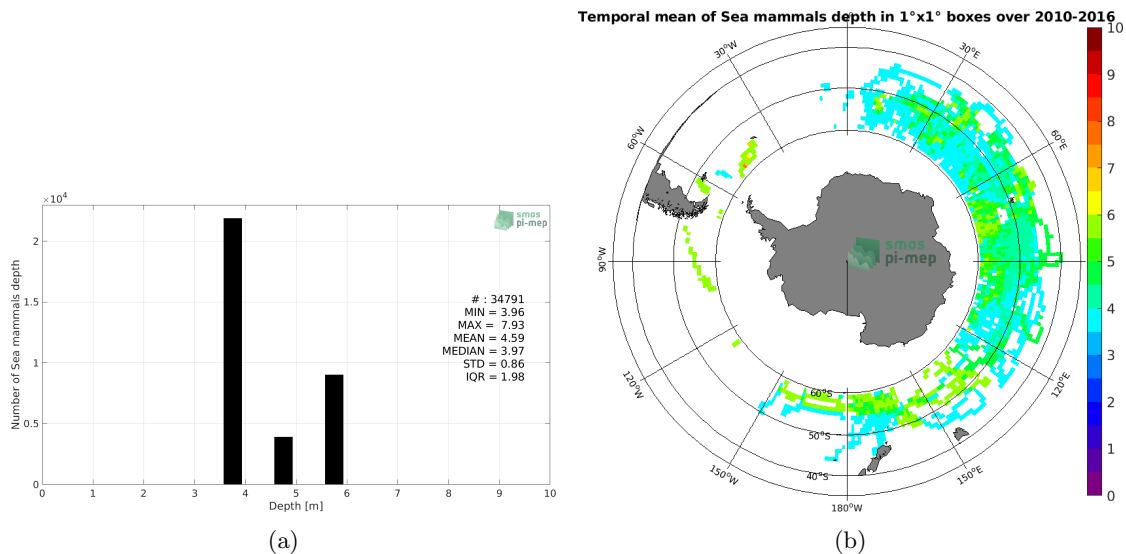 ×10⁴
2
1.5
1
0.5
0
Number of Sea mammals depth
0 1 2 3 4 5 6 7 8 9 10
Depth [m]
smos
pi-mep
# : 34791
MIN = 3.96
MAX = 7.93
MEAN = 4.59
MEDIAN = 3.97
STD = 0.86
IQR = 1.98
(a)
Temporal mean of Sea mammals depth in 1°x1° boxes over 2010-2016
0°
30°E
60°E
90°E
120°E
150°E
180°W
150°W
120°W
90°W
60°W
30°W
60°S
50°S
40°S
smos
pi-mep
10
9
8
7
6
5
4
3
2
1
0
(b)